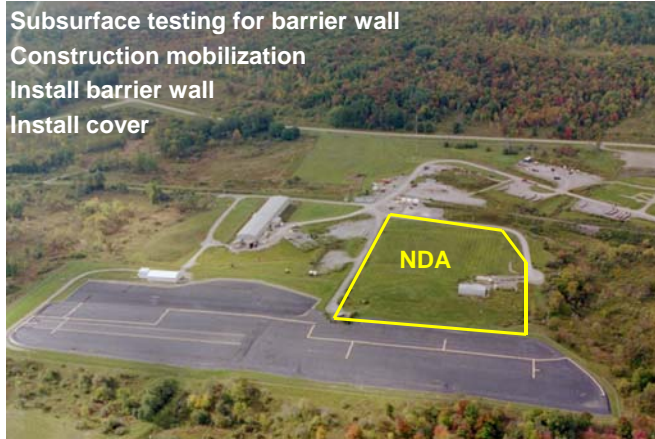 Subsurface testing for barrier wall
Construction mobilization
Install barrier wall
Install cover
NDA